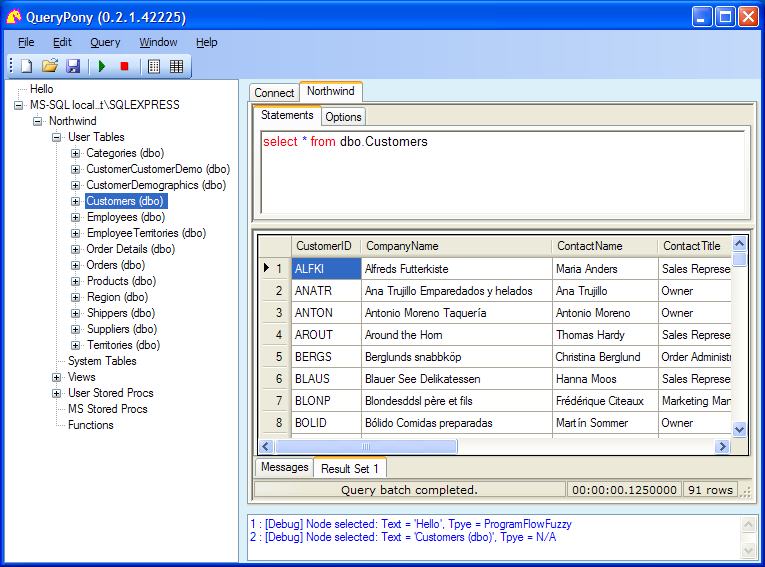 QueryPony (0.2.1.42225)
File Edit Query Window Help
Hello
MS-SQL local..t\SQLEXPRESS
Northwind
User Tables
Categories (dbo)
CustomerCustomerDemo (dbo)
CustomerDemographics (dbo)
Customers (dbo)
Employees (dbo)
EmployeeTerritories (dbo)
Order Details (dbo)
Orders (dbo)
Products (dbo)
Region (dbo)
Shippers (dbo)
Suppliers (dbo)
Territories (dbo)
System Tables
Views
User Stored Procs
MS Stored Procs
Functions
Connect Northwind
Statements Options
select * from dbo.Customers
CustomerID CompanyName ContactName ContactTitle
1 ALFKI Alfreds Futterkiste Maria Anders Sales Represe
2 ANATR Ana Trujillo Emparedados y helados Ana Trujillo Owner
3 ANTON Antonio Moreno Taquería Antonio Moreno Owner
4 AROUT Around the Horn Thomas Hardy Sales Represe
5 BERGS Berglunds snabbköp Christina Berglund Order Administr
6 BLAUS Blauer See Delikatessen Hanna Moos Sales Represe
7 BLONP Blondesddsl père et fils Frédérique Citeaux Marketing Man
8 BOLID Bólido Comidas preparadas Martín Sommer Owner
Messages Result Set 1
Query batch completed. 00:00:00.1250000 91 rows
1 : [Debug] Node selected: Text = 'Hello', Tpye = ProgramFlowFuzzy
2 : [Debug] Node selected: Text = 'Customers (dbo)', Tpye = N/A